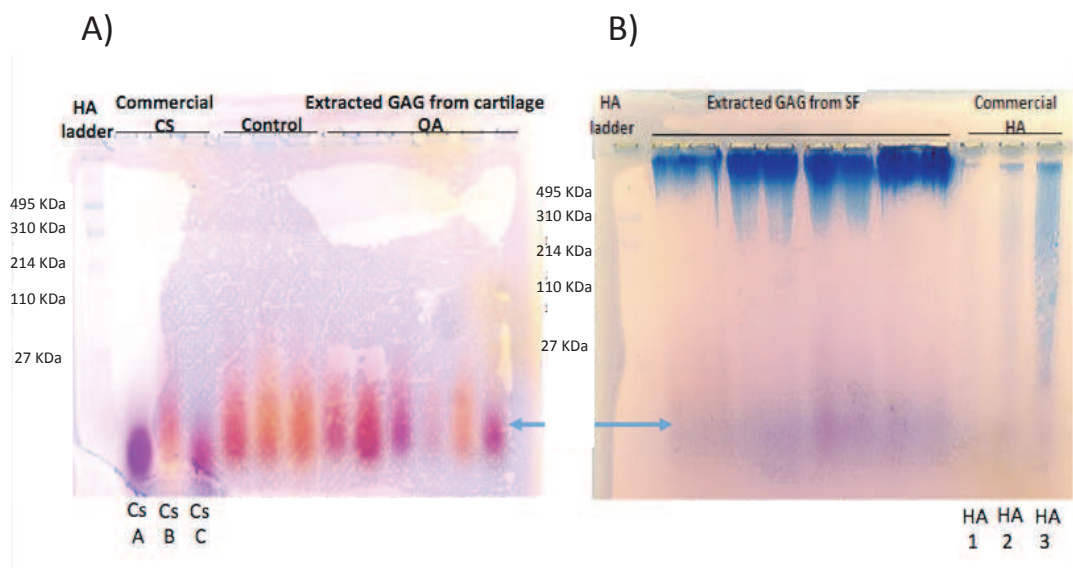 A)
HA
ladder
Commercial
CS
Control
Extracted GAG from cartilage
OA
495 KDa
310 KDa
214 KDa
110 KDa
27 KDa
Cs
A
Cs
B
Cs
C
B)
HA
ladder
Extracted GAG from SF
Commercial
HA
495 KDa
310 KDa
214 KDa
110 KDa
27 KDa
HA
1
HA
2
HA
3